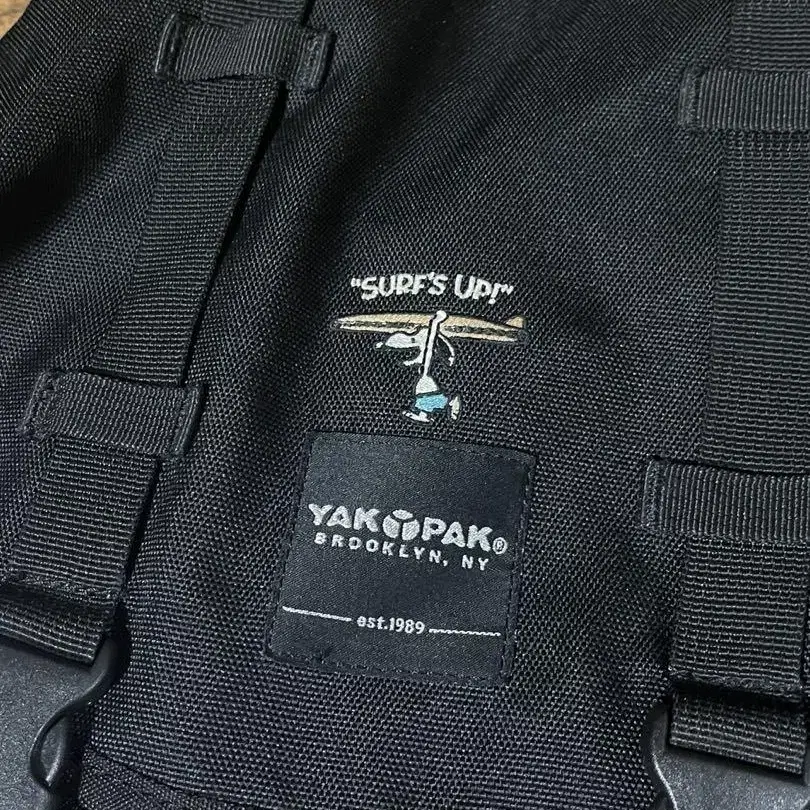 "SURF'S UP!"
YAK PAK®
BROOKLYN, NY
est.1989